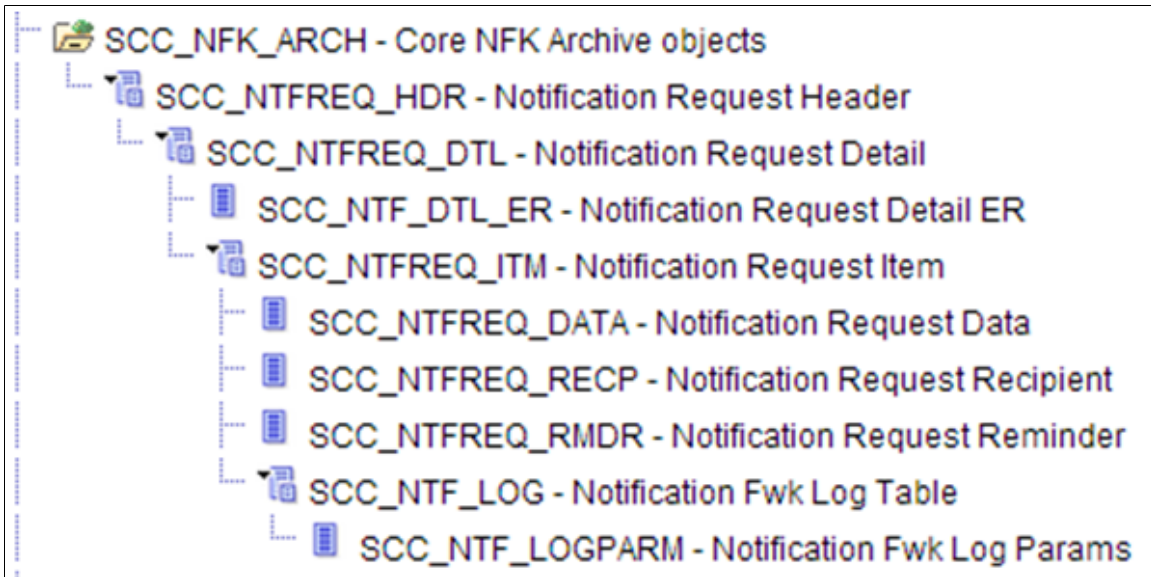 SCC_NFK_ARCH - Core NFK Archive objects
SCC_NTFREQ_HDR - Notification Request Header
SCC_NTFREQ_DTL - Notification Request Detail
SCC_NTF_DTL_ER - Notification Request Detail ER
SCC_NTFREQ_ITM - Notification Request Item
SCC_NTFREQ_DATA - Notification Request Data
SCC_NTFREQ_RECP - Notification Request Recipient
SCC_NTFREQ_RMDR - Notification Request Reminder
SCC_NTF_LOG - Notification Fwk Log Table
SCC_NTF_LOGPARM - Notification Fwk Log Params